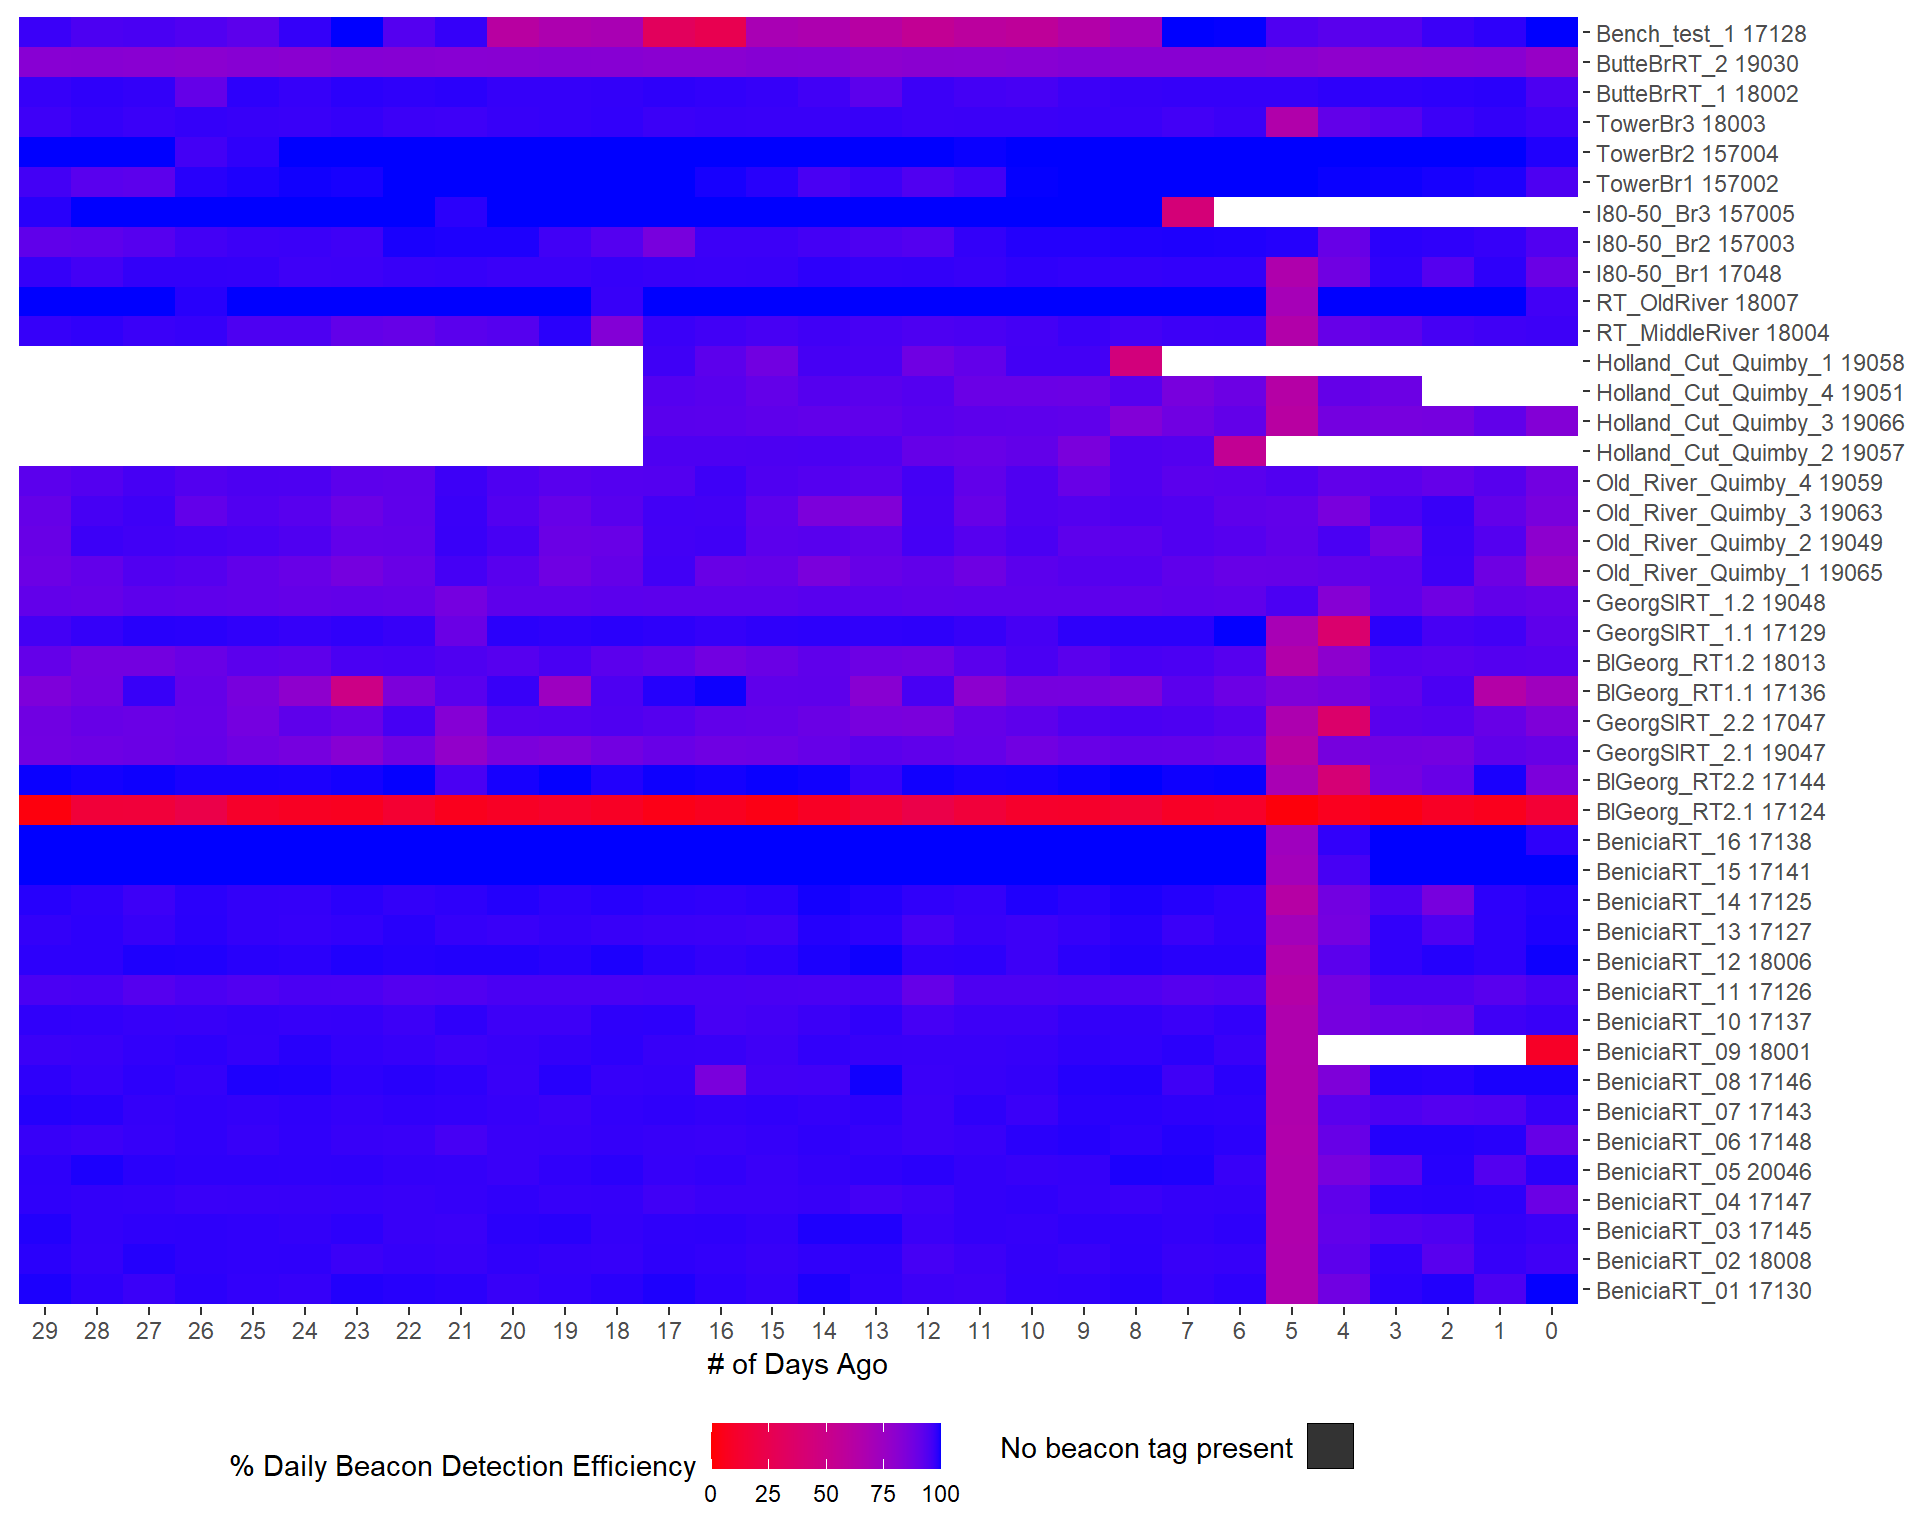 Bench_test_1 17128
ButteBrRT_2 19030
ButteBrRT_1 18002
TowerBr3 18003
TowerBr2 157004
TowerBr1 157002
I80-50_Br3 157005
I80-50_Br2 157003
I80-50_Br1 17048
RT_OldRiver 18007
RT_MiddleRiver 18004
Holland_Cut_Quimby_1 19058
Holland_Cut_Quimby_4 19051
Holland_Cut_Quimby_3 19066
Holland_Cut_Quimby_2 19057
Old_River_Quimby_4 19059
Old_River_Quimby_3 19063
Old_River_Quimby_2 19049
Old_River_Quimby_1 19065
GeorgSlRT_1.2 19048
GeorgSlRT_1.1 17129
BlGeorg_RT1.2 18013
BlGeorg_RT1.1 17136
GeorgSlRT_2.2 17047
GeorgSlRT_2.1 19047
BlGeorg_RT2.2 17144
BlGeorg_RT2.1 17124
BeniciaRT_16 17138
BeniciaRT_15 17141
BeniciaRT_14 17125
BeniciaRT_13 17127
BeniciaRT_12 18006
BeniciaRT_11 17126
BeniciaRT_10 17137
BeniciaRT_09 18001
BeniciaRT_08 17146
BeniciaRT_07 17143
BeniciaRT_06 17148
BeniciaRT_05 20046
BeniciaRT_04 17147
BeniciaRT_03 17145
BeniciaRT_02 18008
BeniciaRT_01 17130
29 28 27 26 25 24 23 22 21 20 19 18 17 16 15 14 13 12 11 10 9 8 7 6 5 4 3 2 1 0
# of Days Ago
% Daily Beacon Detection Efficiency
0 25 50 75 100
No beacon tag present